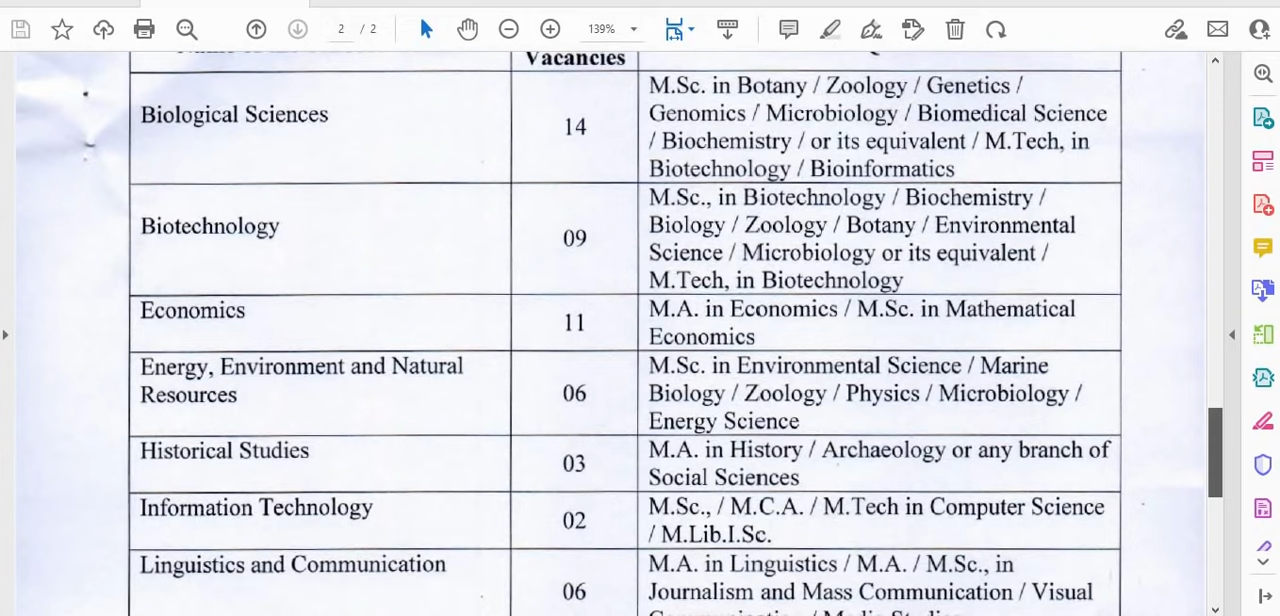 2 / 2
139%
Vacancies
Biological Sciences
14
M.Sc. in Botany / Zoology / Genetics /
Genomics / Microbiology / Biomedical Science
/ Biochemistry / or its equivalent / M.Tech, in
Biotechnology / Bioinformatics
Biotechnology
09
M.Sc., in Biotechnology / Biochemistry /
Biology / Zoology / Botany / Environmental
Science / Microbiology or its equivalent /
M.Tech, in Biotechnology
Economics
11
M.A. in Economics / M.Sc. in Mathematical
Economics
Energy, Environment and Natural
Resources
06
M.Sc. in Environmental Science / Marine
Biology / Zoology / Physics / Microbiology /
Energy Science
Historical Studies
03
M.A. in History / Archaeology or any branch of
Social Sciences
Information Technology
02
M.Sc., / M.C.A. / M.Tech in Computer Science
/ M.Lib.I.Sc.
Linguistics and Communication
06
M.A. in Linguistics / M.A. / M.Sc., in
Journalism and Mass Communication / Visual